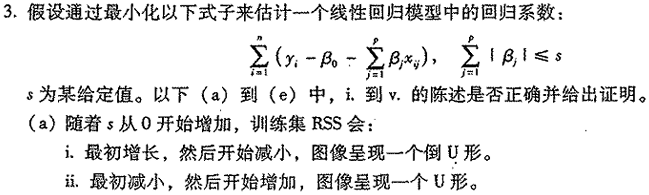 3. 假设通过最小化以下式子来估计一个线性回归模型中的回归系数:
$$\sum_{i=1}^{n}(y_i-\beta_0-\sum_{j=1}^{p}\beta_j x_{ij}),\quad \sum_{j=1}^{p}|\beta_j|\leqslant s$$
s 为某给定值。以下 (a) 到 (e) 中, i. 到 v. 的陈述是否正确并给出证明。
(a) 随着 s 从 0 开始增加, 训练集 RSS 会:
i. 最初增长, 然后开始减小, 图像呈现一个倒 U 形。
ii. 最初减小, 然后开始增加, 图像呈现一个 U 形。